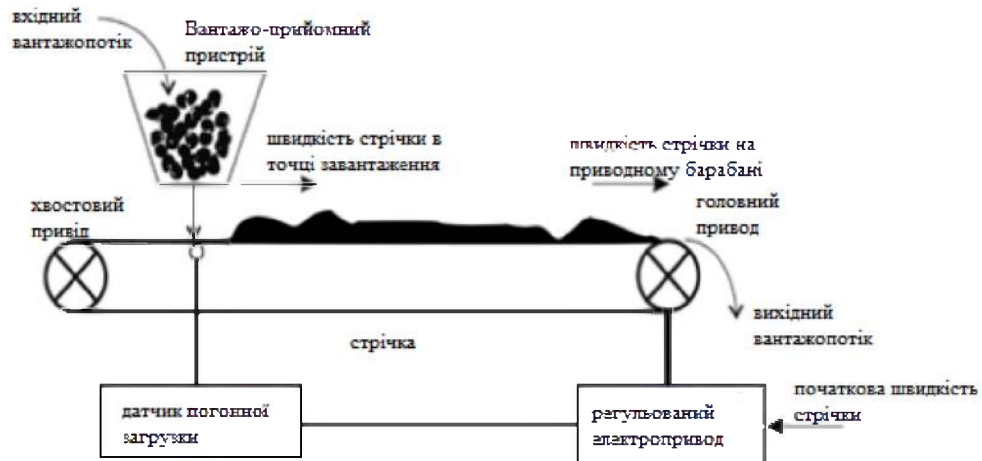 вхідний
вантажопотік
Вантажо-прийомний
пристрій
швидкість стрічки в
точці завантаження
швидкість стрічки на
приводному барабані
хвостовий
привід
головний
привод
вихідний
вантажопотік
стрічка
початкова швидкість
стрічки
датчик погонної
загрузки
регульований
електропривод